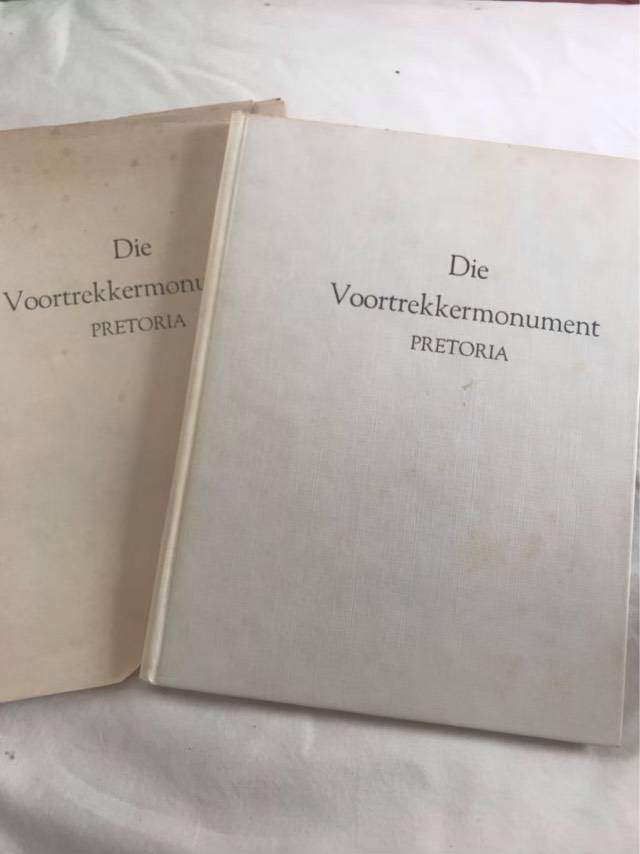 Die
Voortrekkermonu
PRETORIA
Die
Voortrekkermonument
PRETORIA